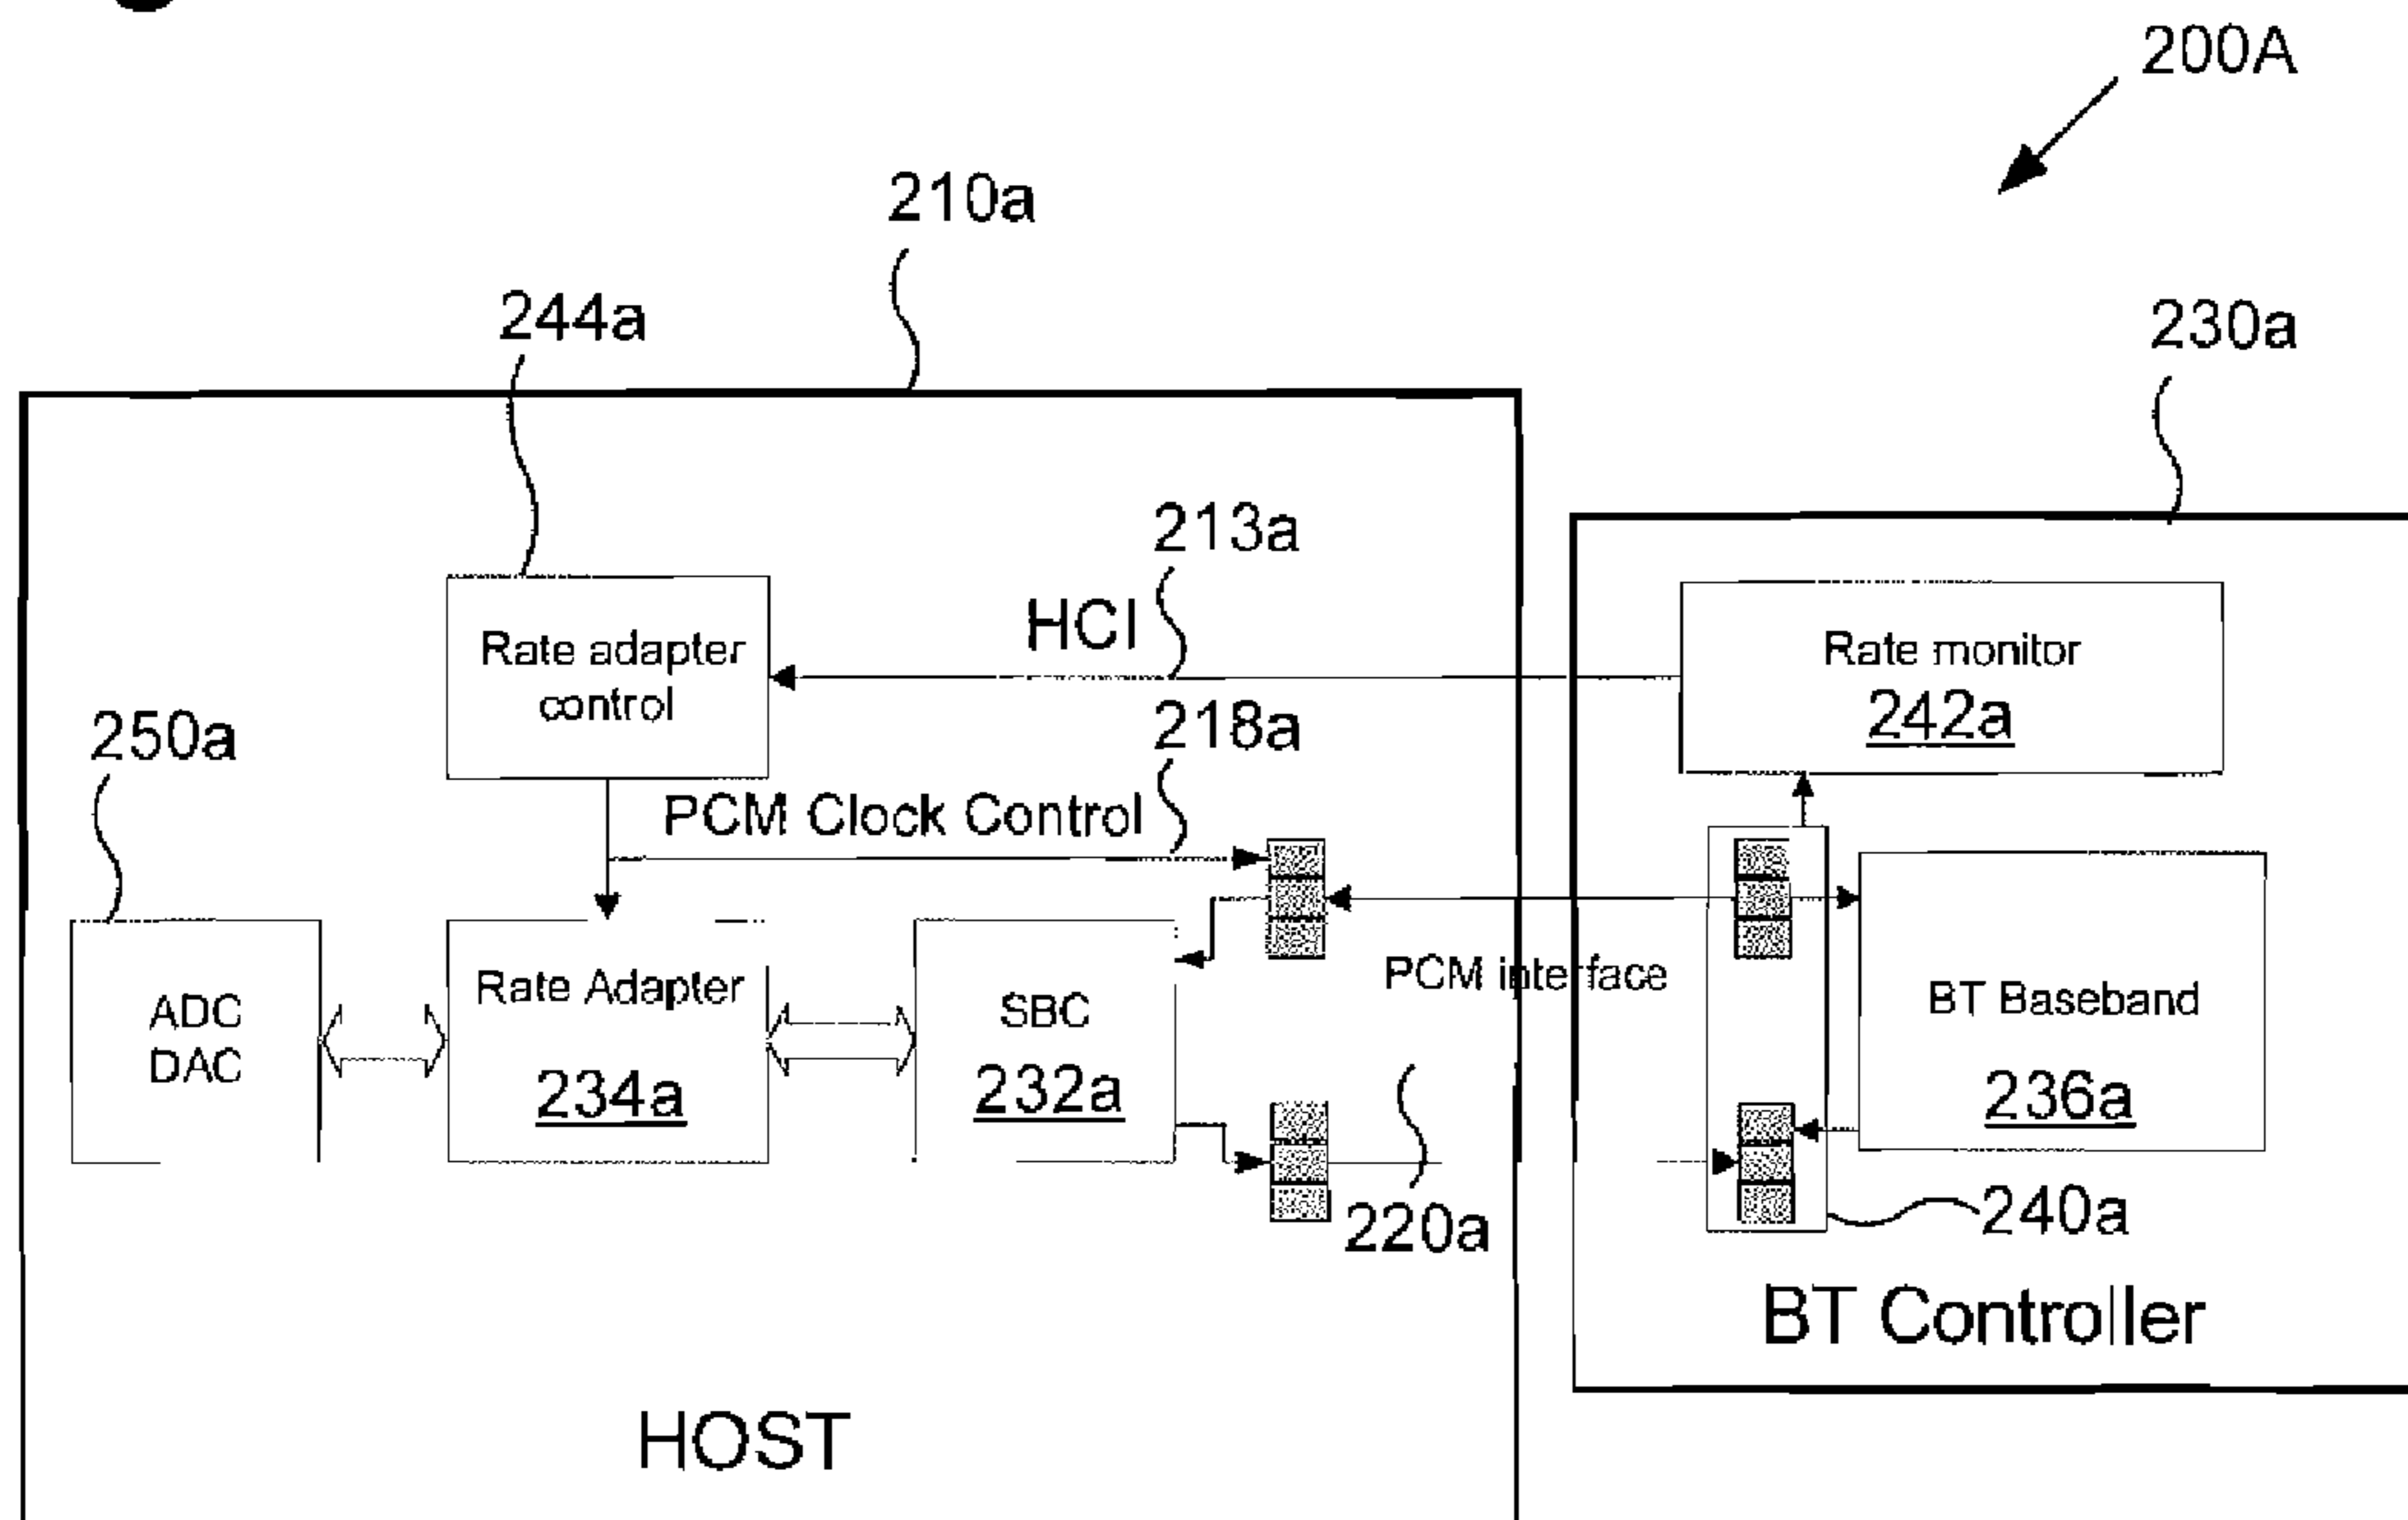 200A
210a
244a
230a
213a
HCI
Rate adapter
control
Rate monitor
242a
250a
218a
PCM Clock Control
ADC
DAC
Rate Adapter
234a
SBC
232a
PCM interface
BT Baseband
236a
220a
240a
BT Controller
HOST